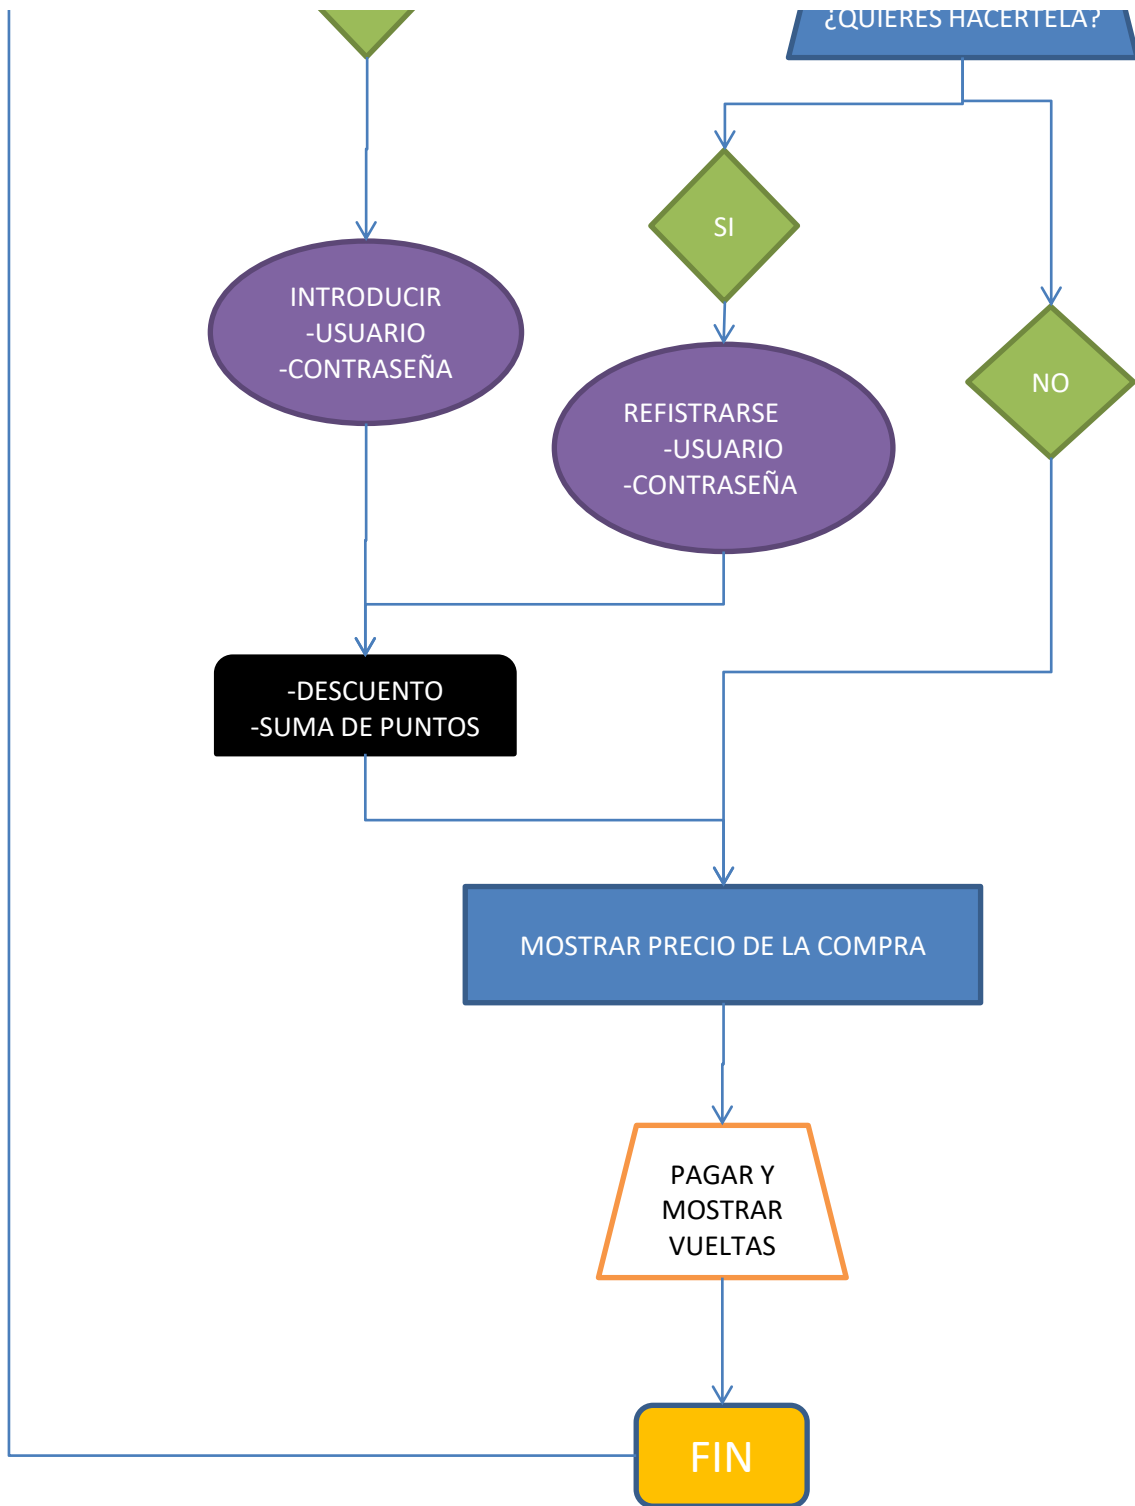 ¿QUIERES HACERTELA?
SI
INTRODUCIR
-USUARIO
-CONTRASEÑA
NO
REFISTRARSE
-USUARIO
-CONTRASEÑA
-DESCUENTO
-SUMA DE PUNTOS
MOSTRAR PRECIO DE LA COMPRA
PAGAR Y
MOSTRAR
VUELTAS
FIN